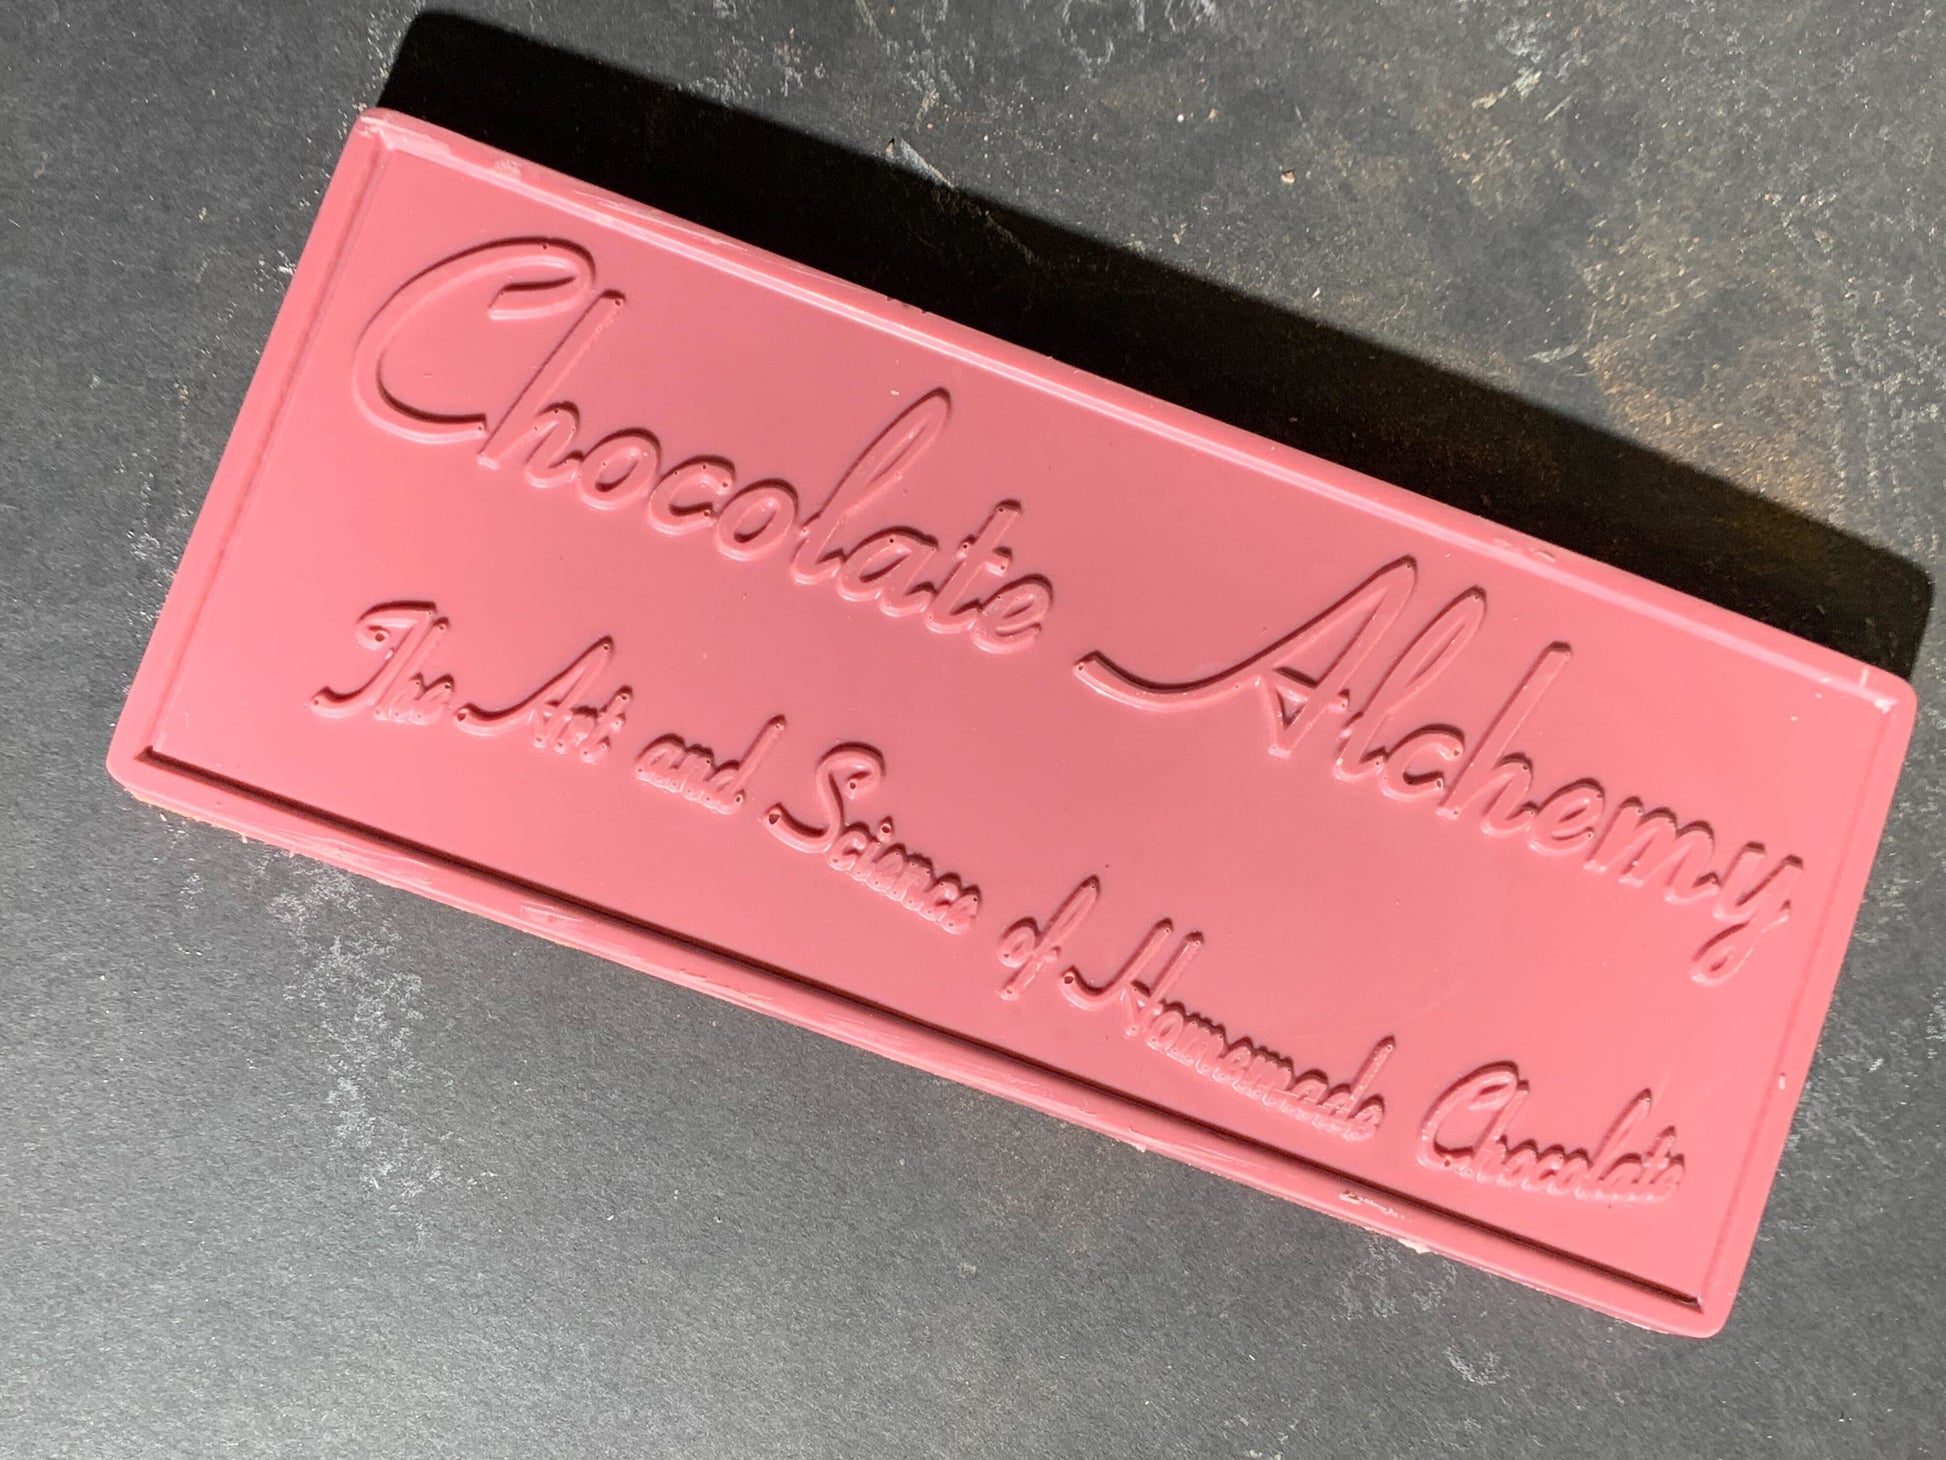 Chocolate Alchemy
The Art and Science of Homemade Chocolate